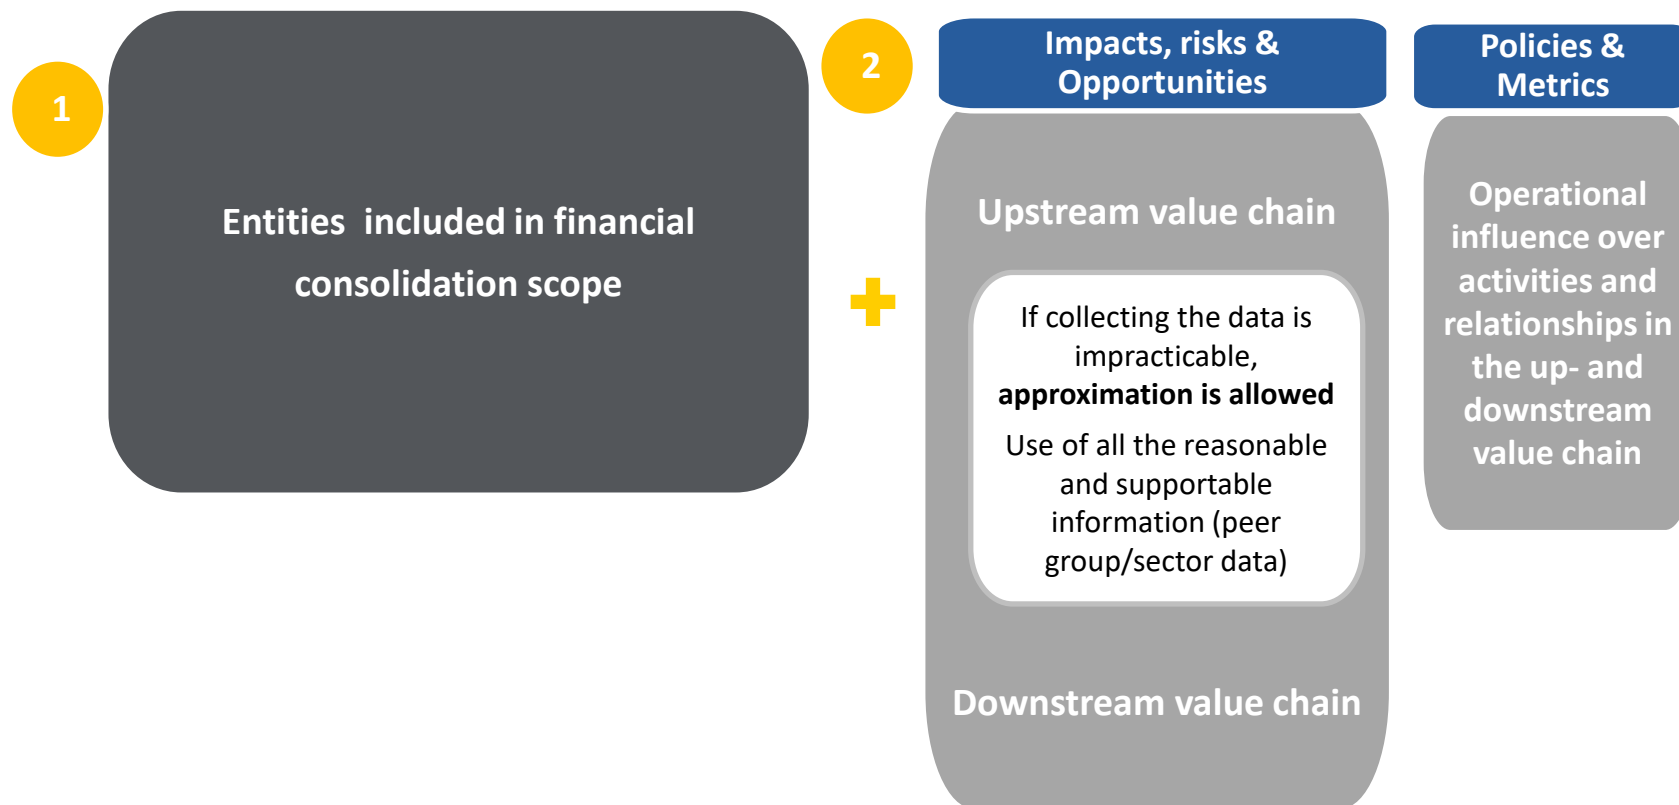 1
Entities included in financial
consolidation scope
2
Impacts, risks &
Opportunities
Upstream value chain
If collecting the data is
impracticable,
approximation is allowed
Use of all the reasonable
and supportable
information (peer
group/sector data)
Downstream value chain
Policies &
Metrics
Operational
influence over
activities and
relationships in
the up- and
downstream
value chain